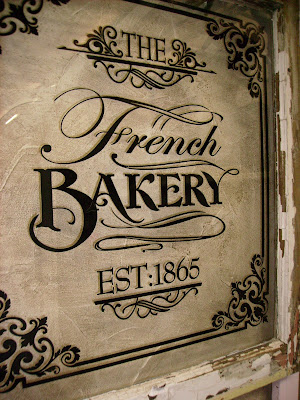 THE
French
BAKERY
EST:1865